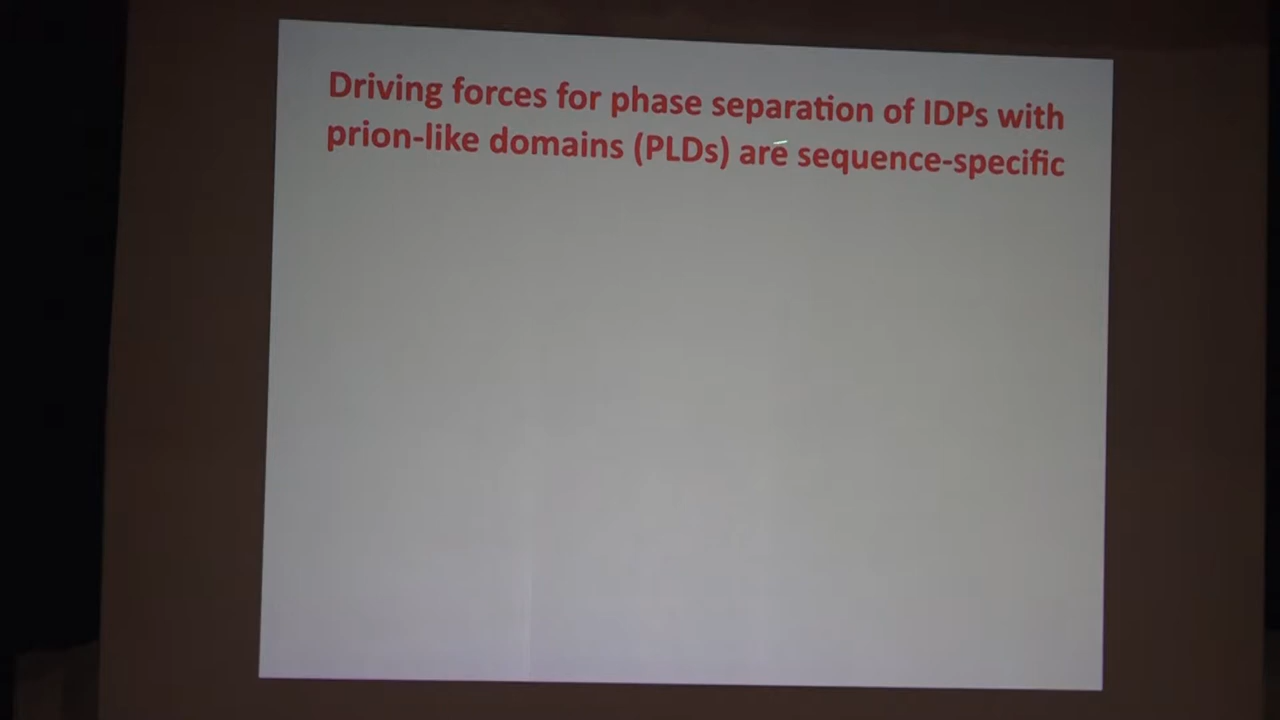 Driving forces for phase separation of IDPs with
prion-like domains (PLDs) are sequence-specific